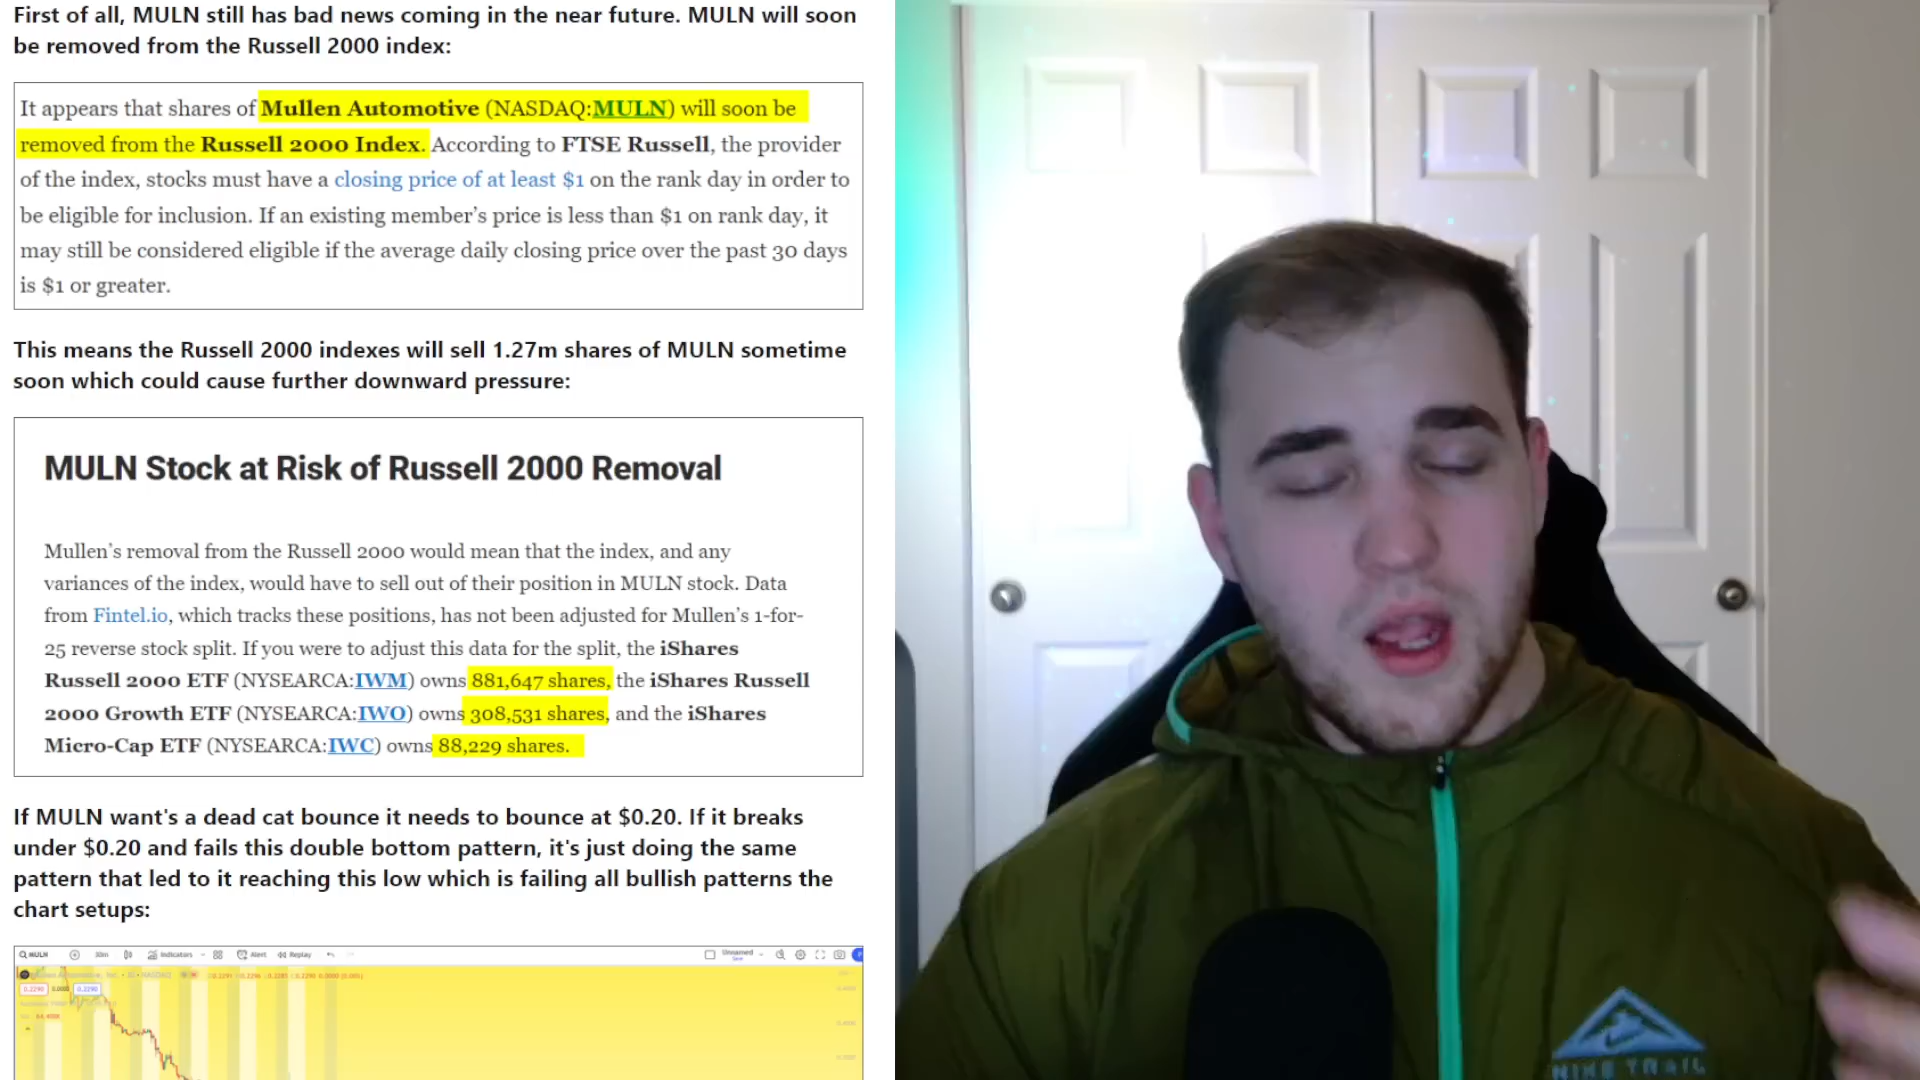 First of all, MULN still has bad news coming in the near future. MULN will soon
be removed from the Russell 2000 index:
It appears that shares of Mullen Automotive (NASDAQ:MULN) will soon be
removed from the Russell 2000 Index. According to FTSE Russell, the provider
of the index, stocks must have a closing price of at least $1 on the rank day in order to
be eligible for inclusion. If an existing member's price is less than $1 on rank day, it
may still be considered eligible if the average daily closing price over the past 30 days
is $1 or greater.
This means the Russell 2000 indexes will sell 1.27m shares of MULN sometime
soon which could cause further downward pressure:
MULN Stock at Risk of Russell 2000 Removal
Mullen's removal from the Russell 2000 would mean that the index, and any
variances of the index, would have to sell out of their position in MULN stock. Data
from Fintel.io, which tracks these positions, has not been adjusted for Mullen's 1-for-
25 reverse stock split. If you were to adjust this data for the split, the iShares
Russell 2000 ETF (NYSEARCA:IWM) owns 881,647 shares, the iShares Russell
2000 Growth ETF (NYSEARCA:IWO) owns 308,531 shares, and the iShares
Micro-Cap ETF (NYSEARCA:IWC) owns 88,229 shares.
If MULN want's a dead cat bounce it needs to bounce at $0.20. If it breaks
under $0.20 and fails this double bottom pattern, it's just doing the same
pattern that led to it reaching this low which is failing all bullish patterns the
chart setups:
MULN 30m Indicators Alert Replay Unnamed
Save
0.2290 0.2290
NIKE TRAIL